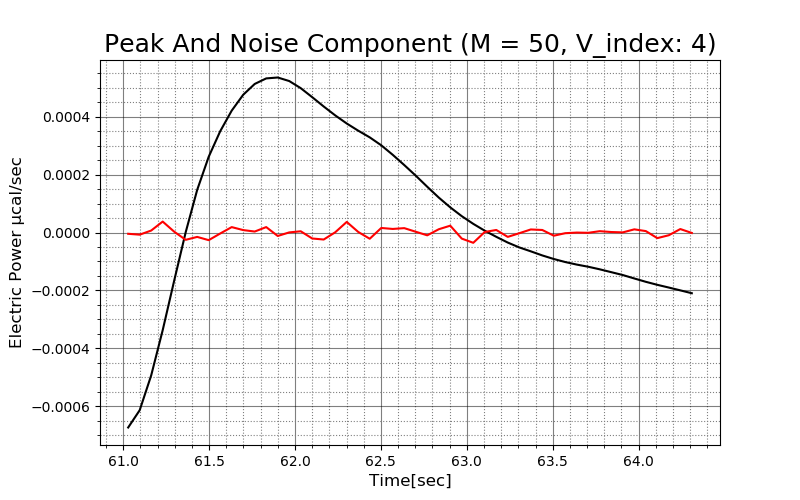 Peak And Noise Component (M = 50, V_index: 4)
Electric Power μcal/sec
0.0004
0.0002
0.0000
−0.0002
−0.0004
−0.0006
61.0 61.5 62.0 62.5 63.0 63.5 64.0
Time[sec]